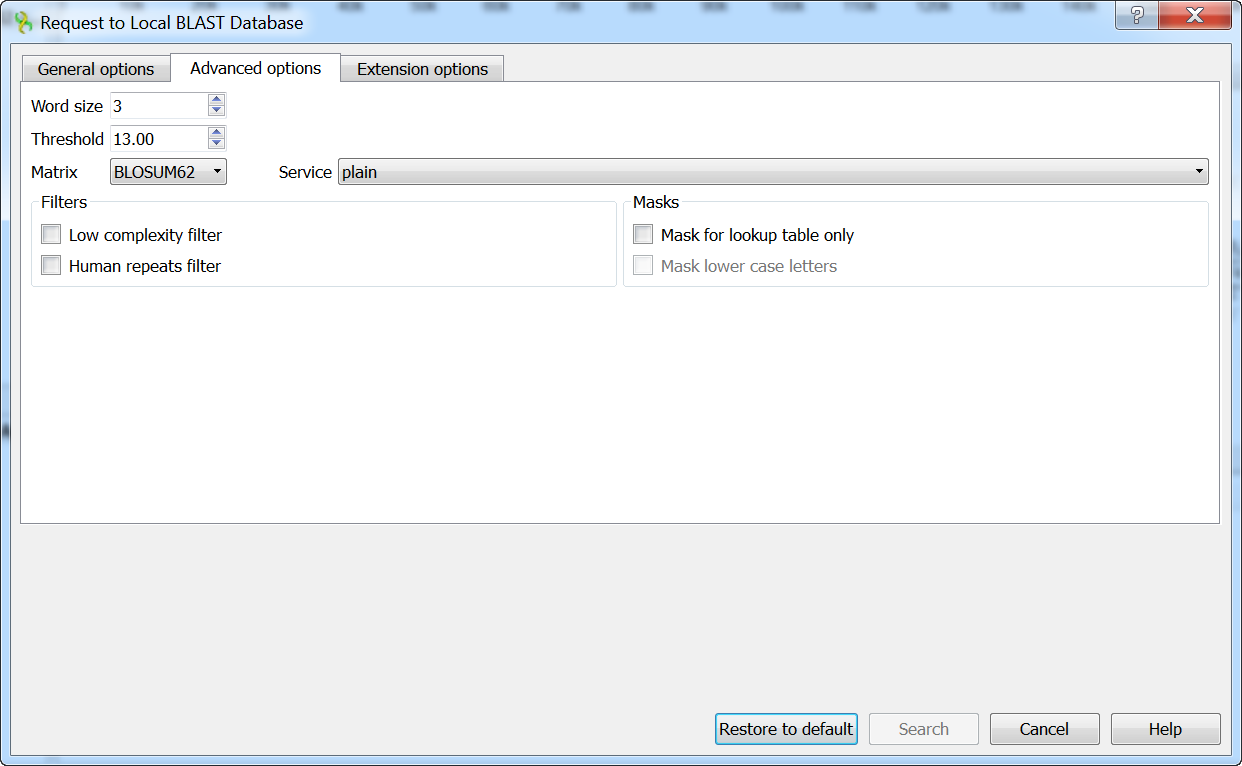 Request to Local BLAST Database
?
General options Advanced options Extension options
Word size 3
Threshold 13.00
Matrix BLOSUM62 Service plain
Filters Masks
Low complexity filter Mask for lookup table only
Human repeats filter Mask lower case letters
Restore to default Search Cancel Help